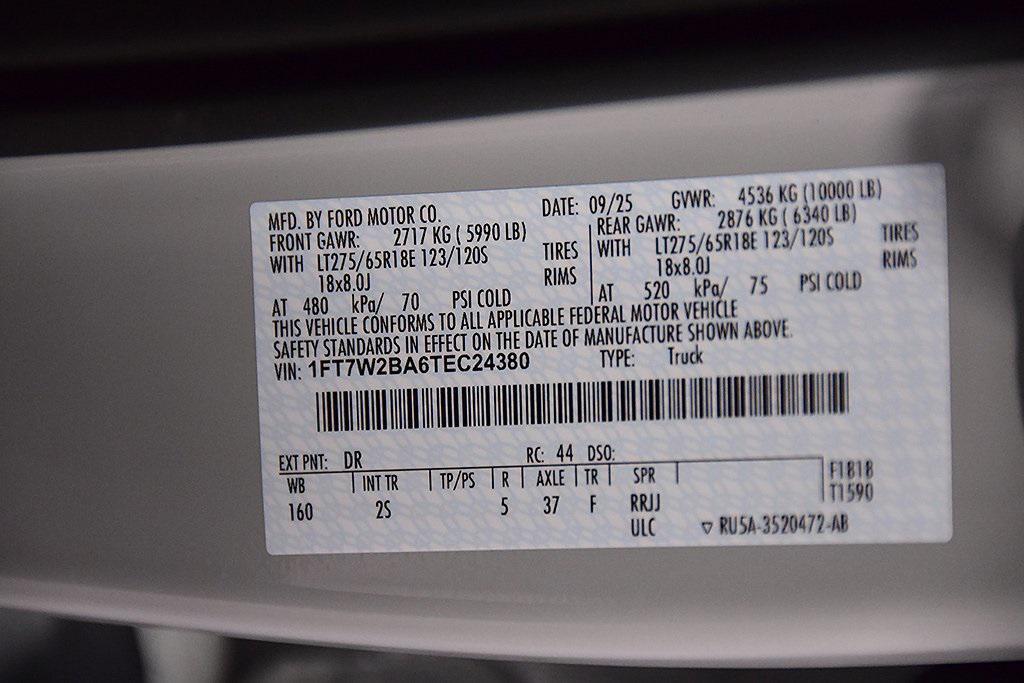 MFD. BY FORD MOTOR CO. DATE: 09/25 GVWR: 4536 KG (10000 LB)
FRONT GAWR: 2717 KG ( 5990 LB) REAR GAWR: 2876 KG ( 6340 LB)
WITH LT275/65R18E 123/120S TIRES WITH LT275/65R18E 123/120S TIRES
18x8.0J RIMS 18x8.0J RIMS
AT 480 kPa/ 70 PSI COLD AT 520 kPa/ 75 PSI COLD
THIS VEHICLE CONFORMS TO ALL APPLICABLE FEDERAL MOTOR VEHICLE
SAFETY STANDARDS IN EFFECT ON THE DATE OF MANUFACTURE SHOWN ABOVE.
VIN: 1FT7W2BA6TEC24380 TYPE: Truck
EXT PNT: DR RC: 44 DSO:
WB INT TR TP/PS R AXLE TR SPR F1818
160 2S 5 37 F RRJJ T1590
ULC ▽ RU5A-3520472-AB